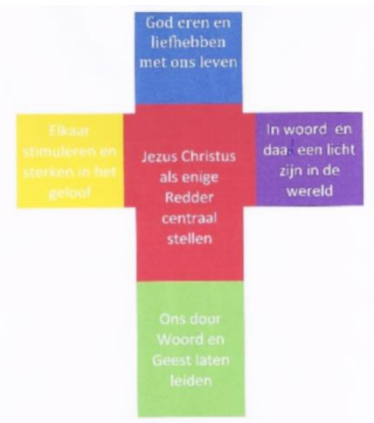 God eren en
liefhebben
met ons leven
Elkaar
stimuleren en
sterken in het
geloof
Jezus Christus
als enige
Redder
centraal
stellen
In woord en
daad een licht
zijn in de
wereld
Ons door
Woord en
Geest laten
leiden